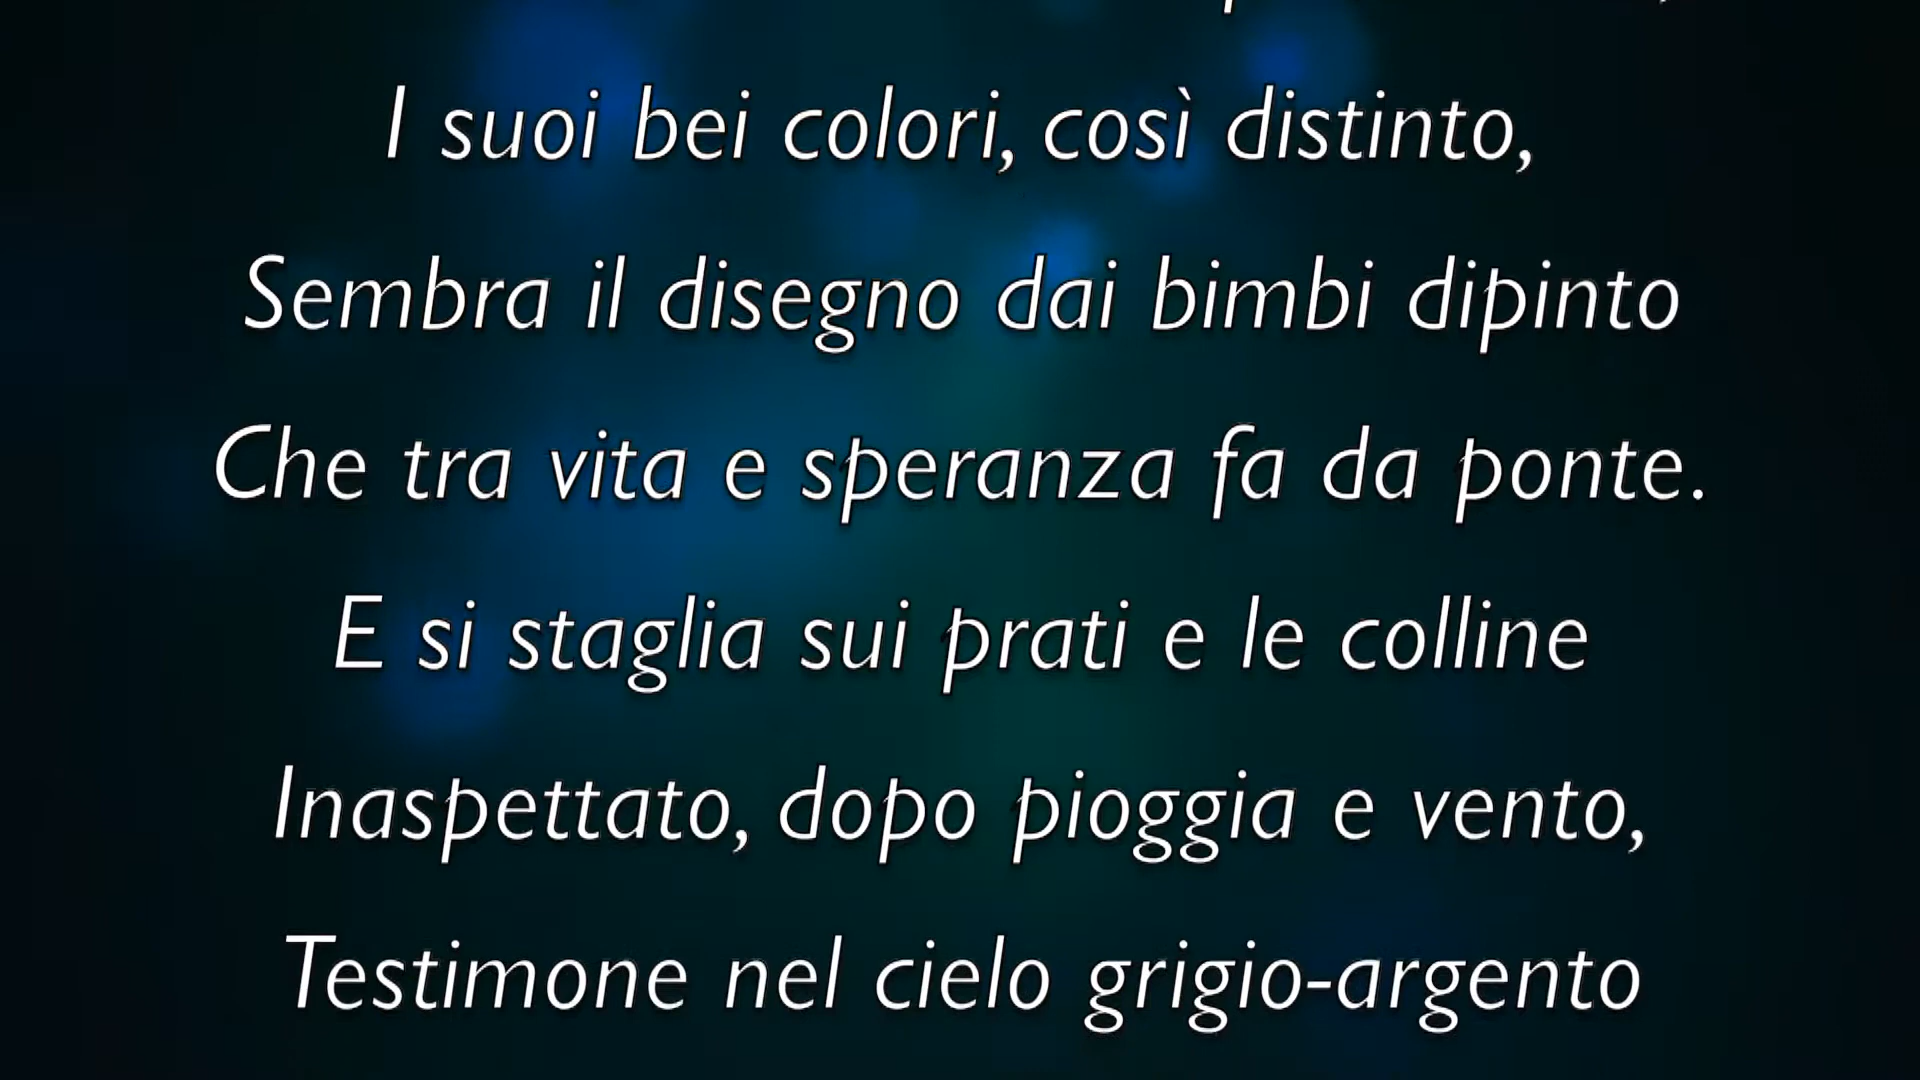 I suoi bei colori, così distinto,
Sembra il disegno dai bimbi dipinto
Che tra vita e speranza fa da ponte.
E si staglia sui prati e le colline
Inaspettato, dopo pioggia e vento,
Testimone nel cielo grigio-argento